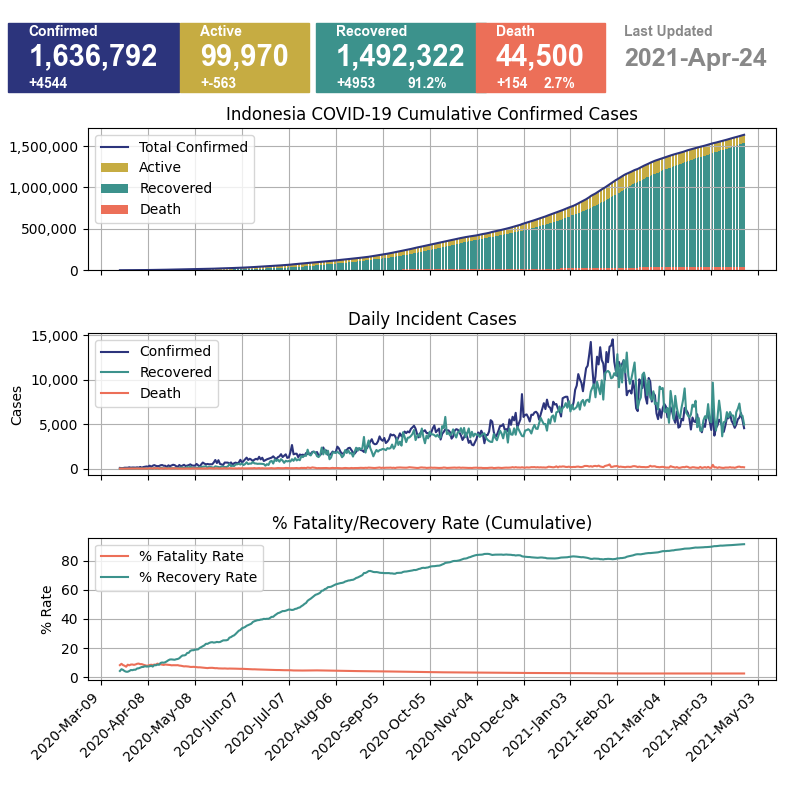 Confirmed
1,636,792
+4544
Active
99,970
+-563
Recovered
1,492,322
+4953 91.2%
Death
44,500
+154 2.7%
Last Updated
2021-Apr-24
Indonesia COVID-19 Cumulative Confirmed Cases
Total Confirmed
Active
Recovered
Death
1,500,000
1,000,000
500,000
0
Daily Incident Cases
Confirmed
Recovered
Death
Cases
15,000
10,000
5,000
0
% Fatality/Recovery Rate (Cumulative)
% Fatality Rate
% Recovery Rate
% Rate
80
60
40
20
0
2020-Mar-09
2020-Apr-08
2020-May-08
2020-Jun-07
2020-Jul-07
2020-Aug-06
2020-Sep-05
2020-Oct-05
2020-Nov-04
2020-Dec-04
2021-Jan-03
2021-Feb-02
2021-Mar-04
2021-Apr-03
2021-May-03